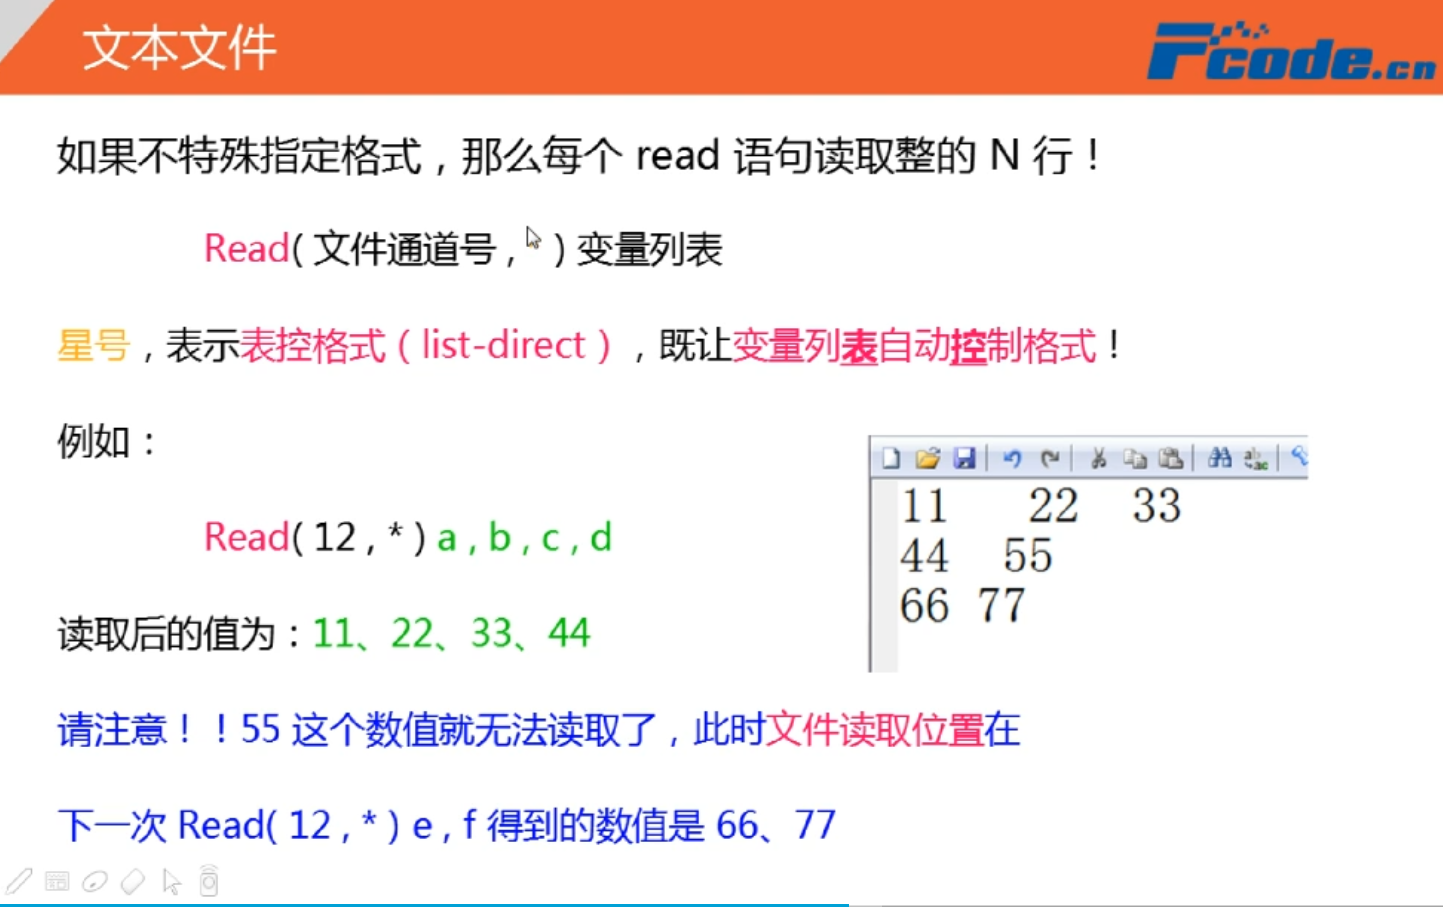 文本文件
Fcode.cn
如果不特殊指定格式，那么每个 read 语句读取整的 N 行！
Read( 文件通道号 , ) 变量列表
星号，表示表控格式（list-direct），既让变量列表自动控制格式！
例如：
Read( 12 , * ) a , b , c , d
读取后的值为：11、22、33、44
请注意！！55 这个数值就无法读取了，此时文件读取位置在
下一次 Read( 12 , * ) e , f 得到的数值是 66、77
11 22 33
44 55
66 77